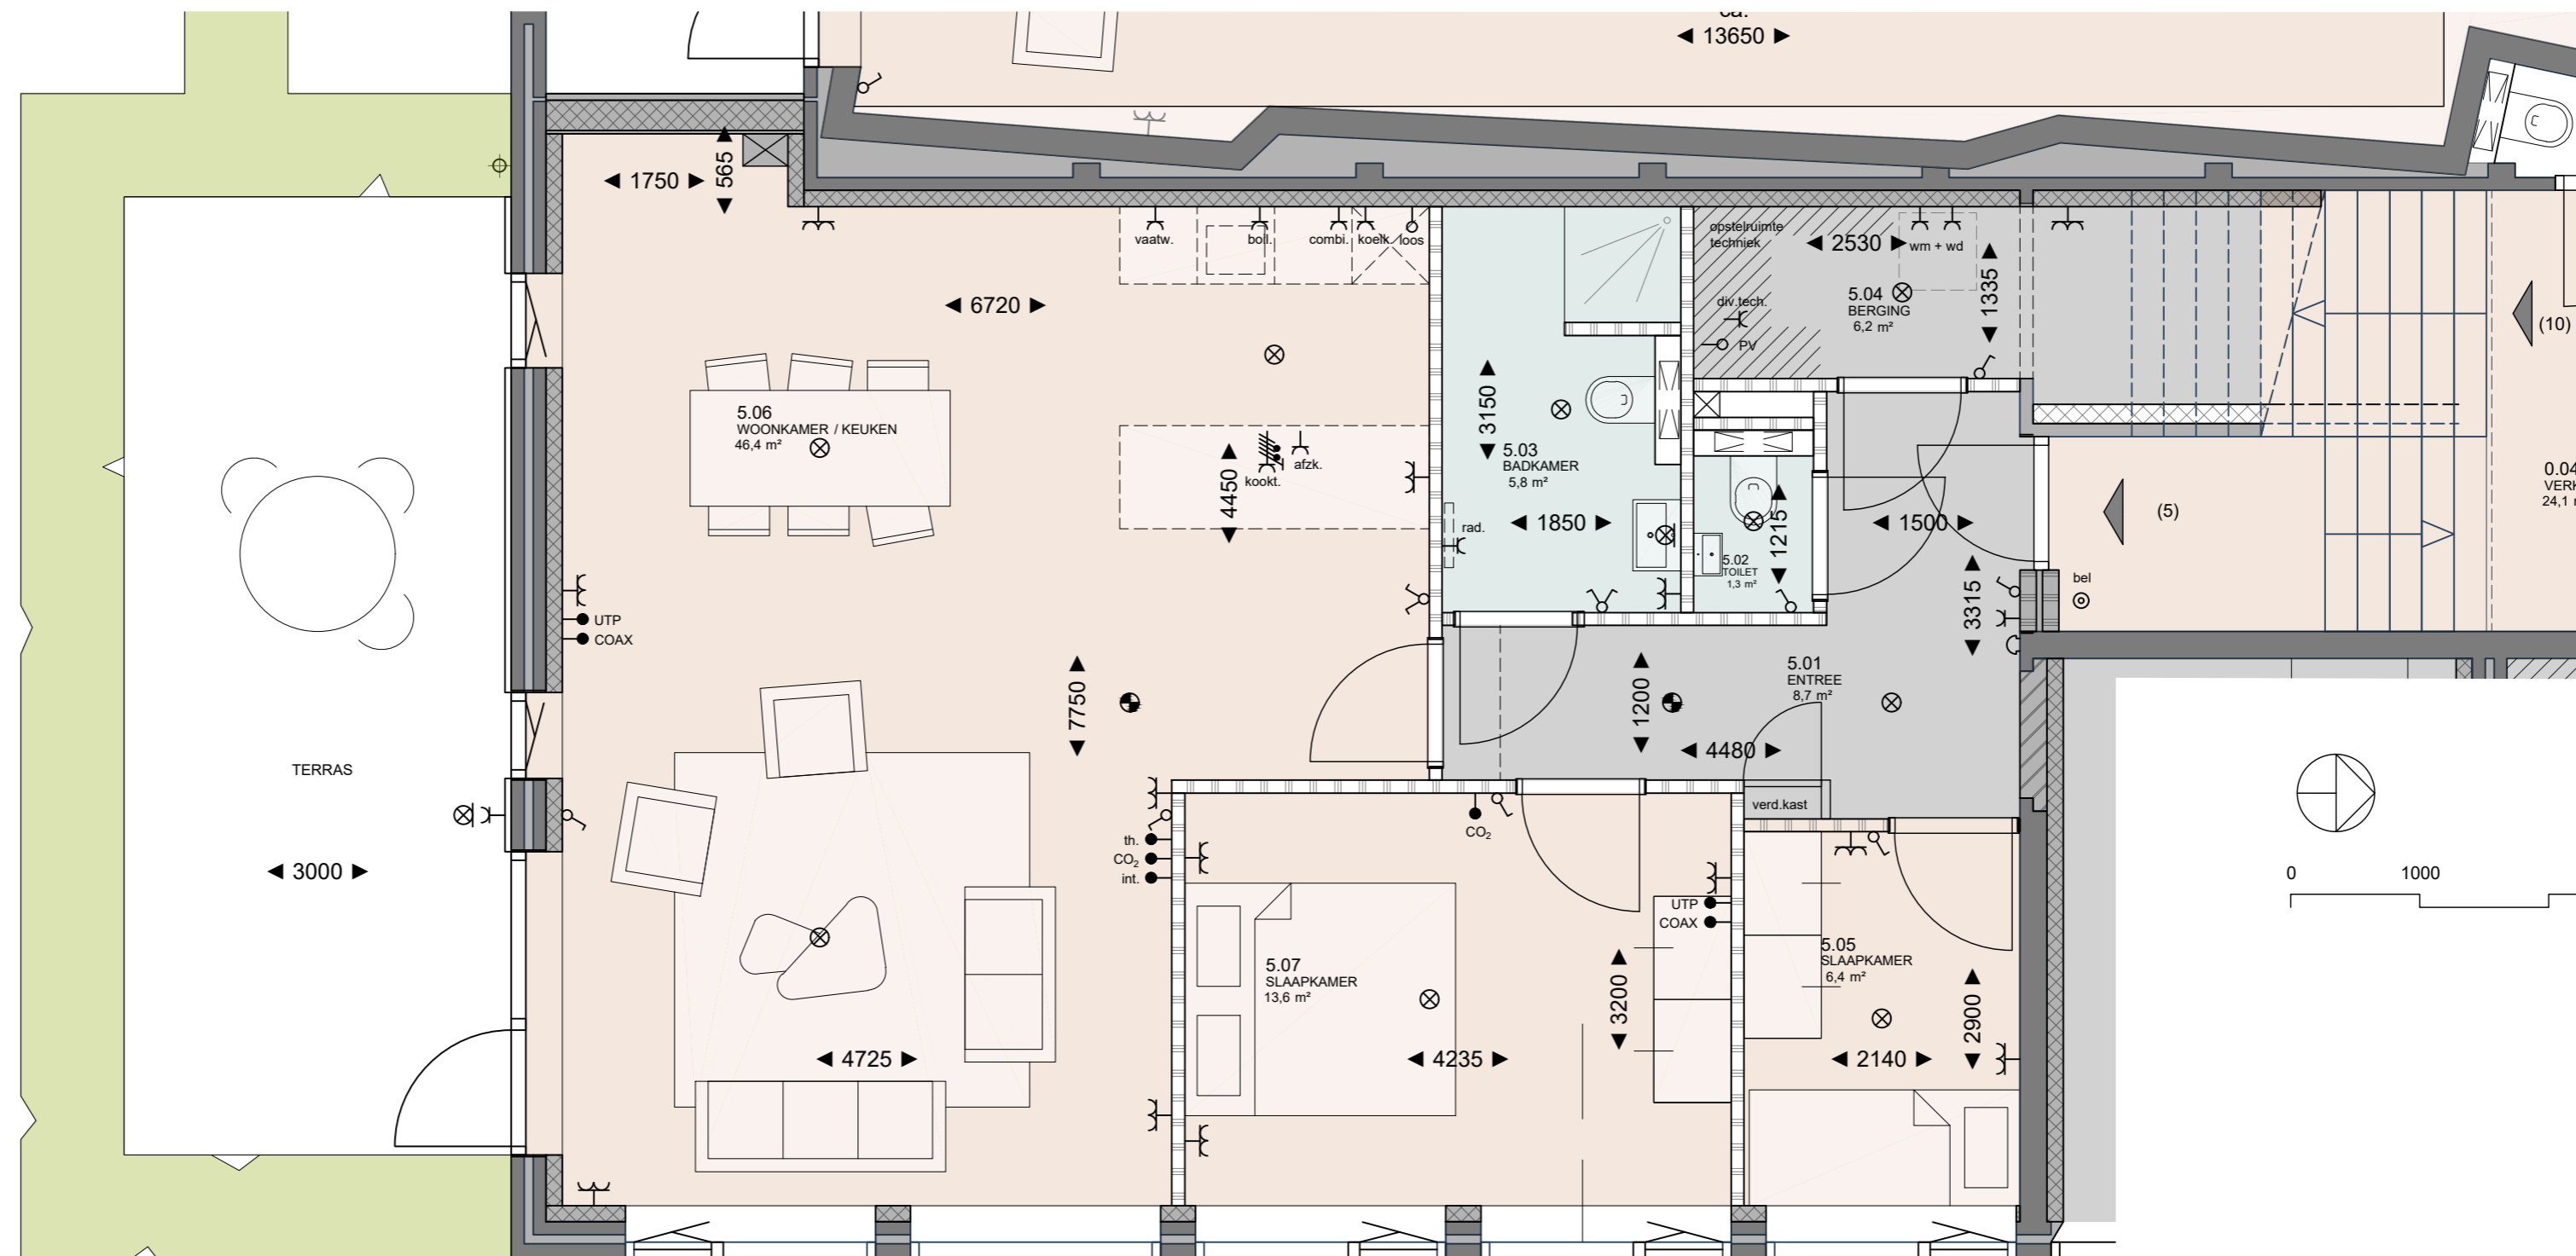 ca.
13650
1750
565
vaatw.
boil.
combi.
koelk.
loos
opstelruimte
techniek
2530
wm + wd
1335
div.tech.
PV
5.04
BERGING
6,2 m²
6720
(10)
5.06
WOONKAMER / KEUKEN
46,4 m²
3150
4450
afzk.
kookt.
5.03
BADKAMER
5,8 m²
1850
rad.
1215
5.02
TOILET
1,3 m²
1500
(5)
24,1
3315
bel
UTP
COAX
7750
1200
5.01
ENTREE
8,7 m²
4480
TERRAS
verd.kast
3000
th.
CO₂
int.
CO₂
0
1000
UTP
COAX
5.07
SLAAPKAMER
13,6 m²
3200
5.05
SLAAPKAMER
6,4 m²
2900
4725
4235
2140